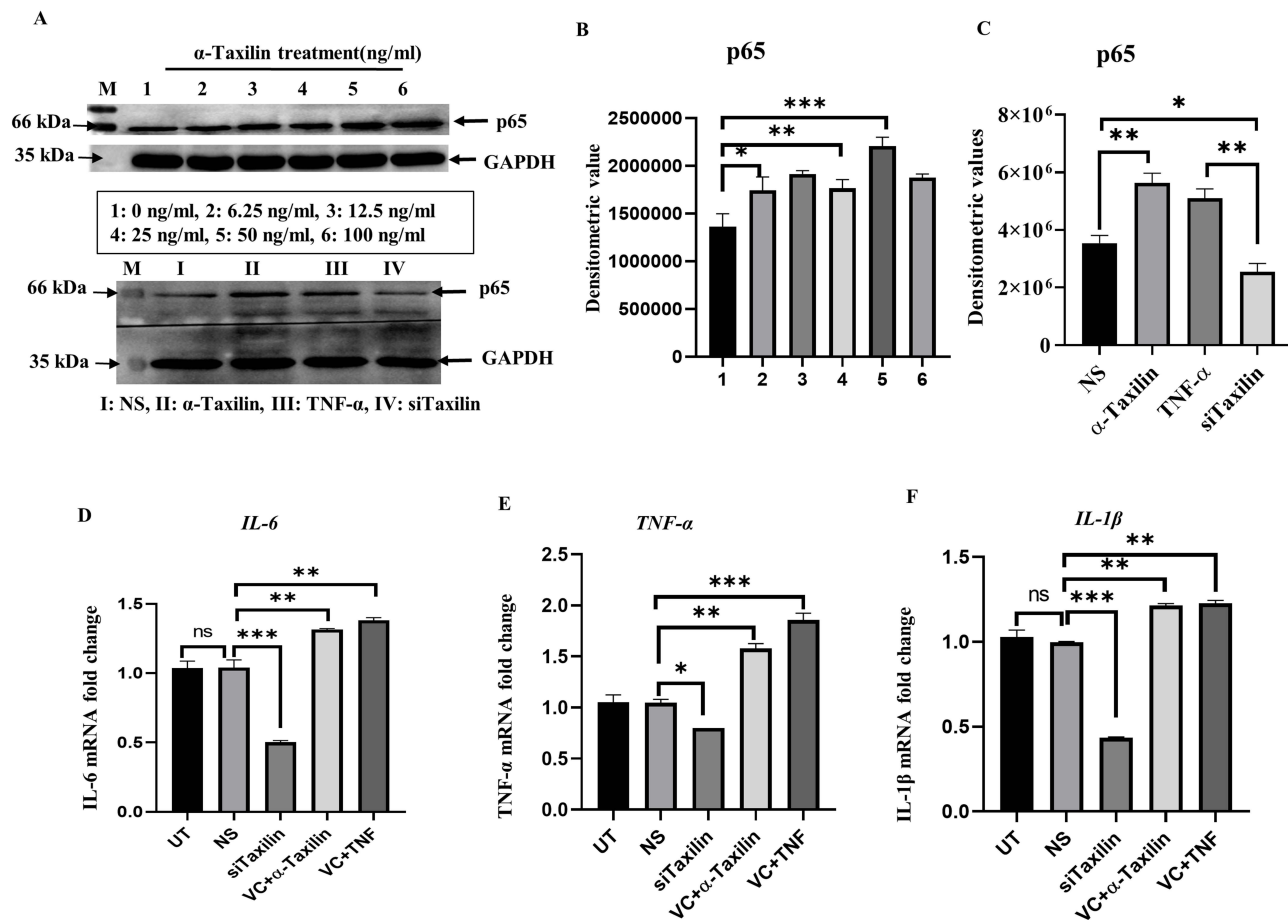 A
α-Taxilin treatment(ng/ml)
M 1 2 3 4 5 6
66 kDa
p65
35 kDa
GAPDH
1: 0 ng/ml, 2: 6.25 ng/ml, 3: 12.5 ng/ml
4: 25 ng/ml, 5: 50 ng/ml, 6: 100 ng/ml
M I II III IV
66 kDa
p65
35 kDa
GAPDH
I: NS, II: α-Taxilin, III: TNF-α, IV: siTaxilin
B
p65
Densitometric value
2500000
2000000
1500000
1000000
500000
0
***
**
*
1 2 3 4 5 6
C
p65
Densitometric values
8×10⁶
6×10⁶
4×10⁶
2×10⁶
0
*
** **
NS α-Taxilin TNF-α siTaxilin
D
IL-6
IL-6 mRNA fold change
1.5
1.0
0.5
0.0
**
**
ns ***
UT NS siTaxilin VC+α-Taxilin VC+TNF
E
TNF-α
TNF-α mRNA fold change
2.5
2.0
1.5
1.0
0.5
0.0
***
**
*
UT NS siTaxilin VC+α-Taxilin VC+TNF
F
IL-1β
IL-1β mRNA fold change
1.5
1.0
0.5
0.0
**
**
ns ***
UT NS siTaxilin VC+α-Taxilin VC+TNF